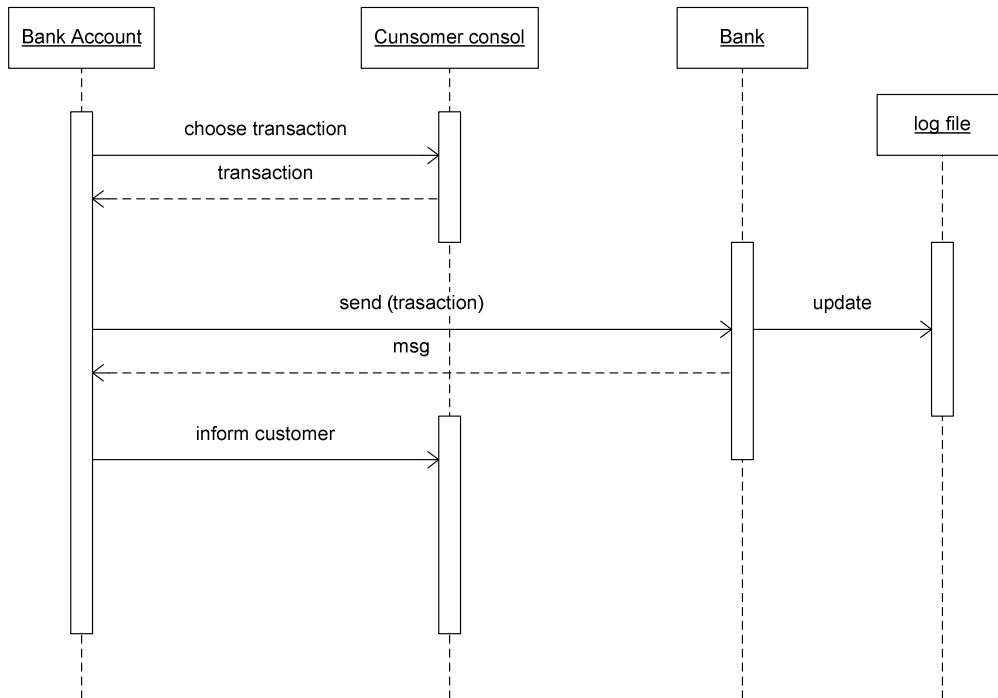 Bank Account
Cunsomer consol
Bank
log file
choose transaction
transaction
send (trasaction)
update
msg
inform customer